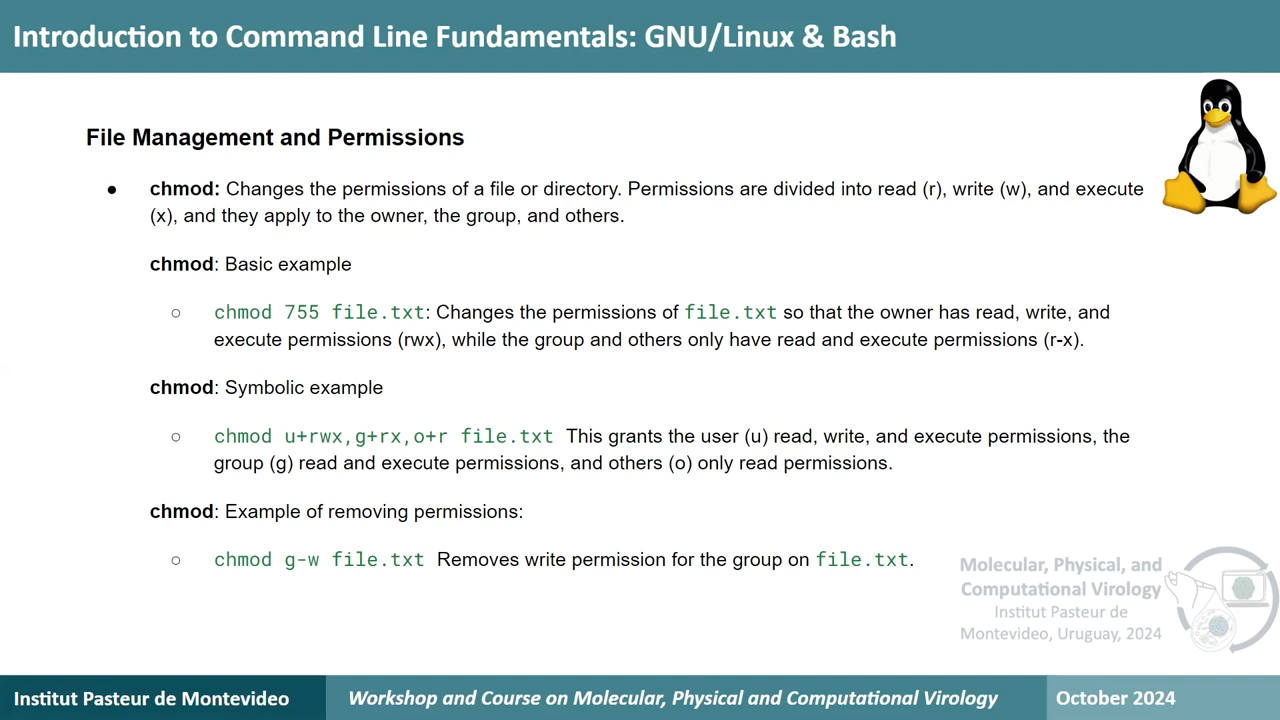 Introduction to Command Line Fundamentals: GNU/Linux & Bash
File Management and Permissions
● chmod: Changes the permissions of a file or directory. Permissions are divided into read (r), write (w), and execute
(x), and they apply to the owner, the group, and others.
chmod: Basic example
○ chmod 755 file.txt: Changes the permissions of file.txt so that the owner has read, write, and
execute permissions (rwx), while the group and others only have read and execute permissions (r-x).
chmod: Symbolic example
○ chmod u+rwx,g+rx,o+r file.txt This grants the user (u) read, write, and execute permissions, the
group (g) read and execute permissions, and others (o) only read permissions.
chmod: Example of removing permissions:
○ chmod g-w file.txt Removes write permission for the group on file.txt.
Molecular, Physical, and
Computational Virology
Institut Pasteur de
Montevideo, Uruguay, 2024
Institut Pasteur de Montevideo
Workshop and Course on Molecular, Physical and Computational Virology
October 2024